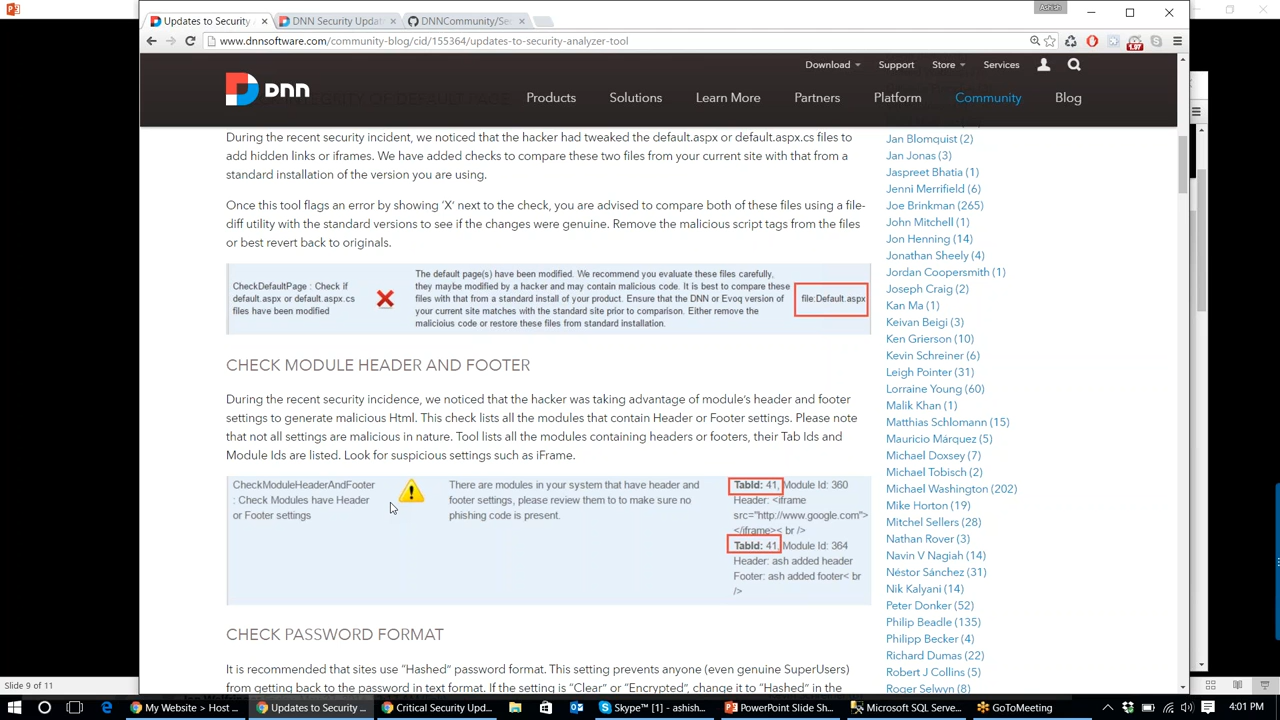 Updates to Security
DNN Security Updat
DNNCommunity/Se
Ashish
www.dnnsoftware.com/community-blog/cid/155364/updates-to-security-analyzer-tool
1.97
Download
Support
Store
Services
DNN
Products
Solutions
Learn More
Partners
Platform
Community
Blog
During the recent security incident, we noticed that the hacker had tweaked the default.aspx or default.aspx.cs files to
add hidden links or iframes. We have added checks to compare these two files from your current site with that from a
standard installation of the version you are using.
Once this tool flags an error by showing ‘X’ next to the check, you are advised to compare both of these files using a file-
diff utility with the standard versions to see if the changes were genuine. Remove the malicious script tags from the files
or best revert back to originals.
CheckDefaultPage : Check if
default.aspx or default.aspx.cs
files have been modified
The default page(s) have been modified. We recommend you evaluate these files carefully,
they maybe modified by a hacker and may contain malicious code. It is best to compare these
files with that from a standard install of your product. Ensure that the DNN or Evoq version of
your current site matches with the standard site prior to comparison. Either remove the
malicioius code or restore these files from standard installation.
file:Default.aspx
CHECK MODULE HEADER AND FOOTER
During the recent security incidence, we noticed that the hacker was taking advantage of module’s header and footer
settings to generate malicious Html. This check lists all the modules that contain Header or Footer settings. Please note
that not all settings are malicious in nature. Tool lists all the modules containing headers or footers, their Tab Ids and
Module Ids are listed. Look for suspicious settings such as iFrame.
CheckModuleHeaderAndFooter
: Check Modules have Header
or Footer settings
There are modules in your system that have header and
footer settings, please review them to to make sure no
phishing code is present.
TabId: 41, Module Id: 360
Header: <iframe
src="http://www.google.com">
</iframe>< br />
TabId: 41, Module Id: 364
Header: ash added header
Footer: ash added footer< br
/>
CHECK PASSWORD FORMAT
It is recommended that sites use “Hashed” password format. This setting prevents anyone (even genuine SuperUsers)
from getting back to the password in text format. If the setting is “Clear” or “Encrypted”, change it to “Hashed” in the
Jan Blomquist (2)
Jan Jonas (3)
Jaspreet Bhatia (1)
Jenni Merrifield (6)
Joe Brinkman (265)
John Mitchell (1)
Jon Henning (14)
Jonathan Sheely (4)
Jordan Coopersmith (1)
Joseph Craig (2)
Kan Ma (1)
Keivan Beigi (3)
Ken Grierson (10)
Kevin Schreiner (6)
Leigh Pointer (31)
Lorraine Young (60)
Malik Khan (1)
Matthias Schlomann (15)
Mauricio Márquez (5)
Michael Doxsey (7)
Michael Tobisch (2)
Michael Washington (202)
Mike Horton (19)
Mitchel Sellers (28)
Nathan Rover (3)
Navin V Nagiah (14)
Néstor Sánchez (31)
Nik Kalyani (14)
Peter Donker (52)
Philip Beadle (135)
Philipp Becker (4)
Richard Dumas (22)
Robert J Collins (5)
Roger Selwyn (8)
Slide 9 of 11
My Website > Host ...
Updates to Security ...
Critical Security Upd...
Skype™ [1] - ashish...
PowerPoint Slide Sh...
Microsoft SQL Serve...
GoToMeeting
4:01 PM